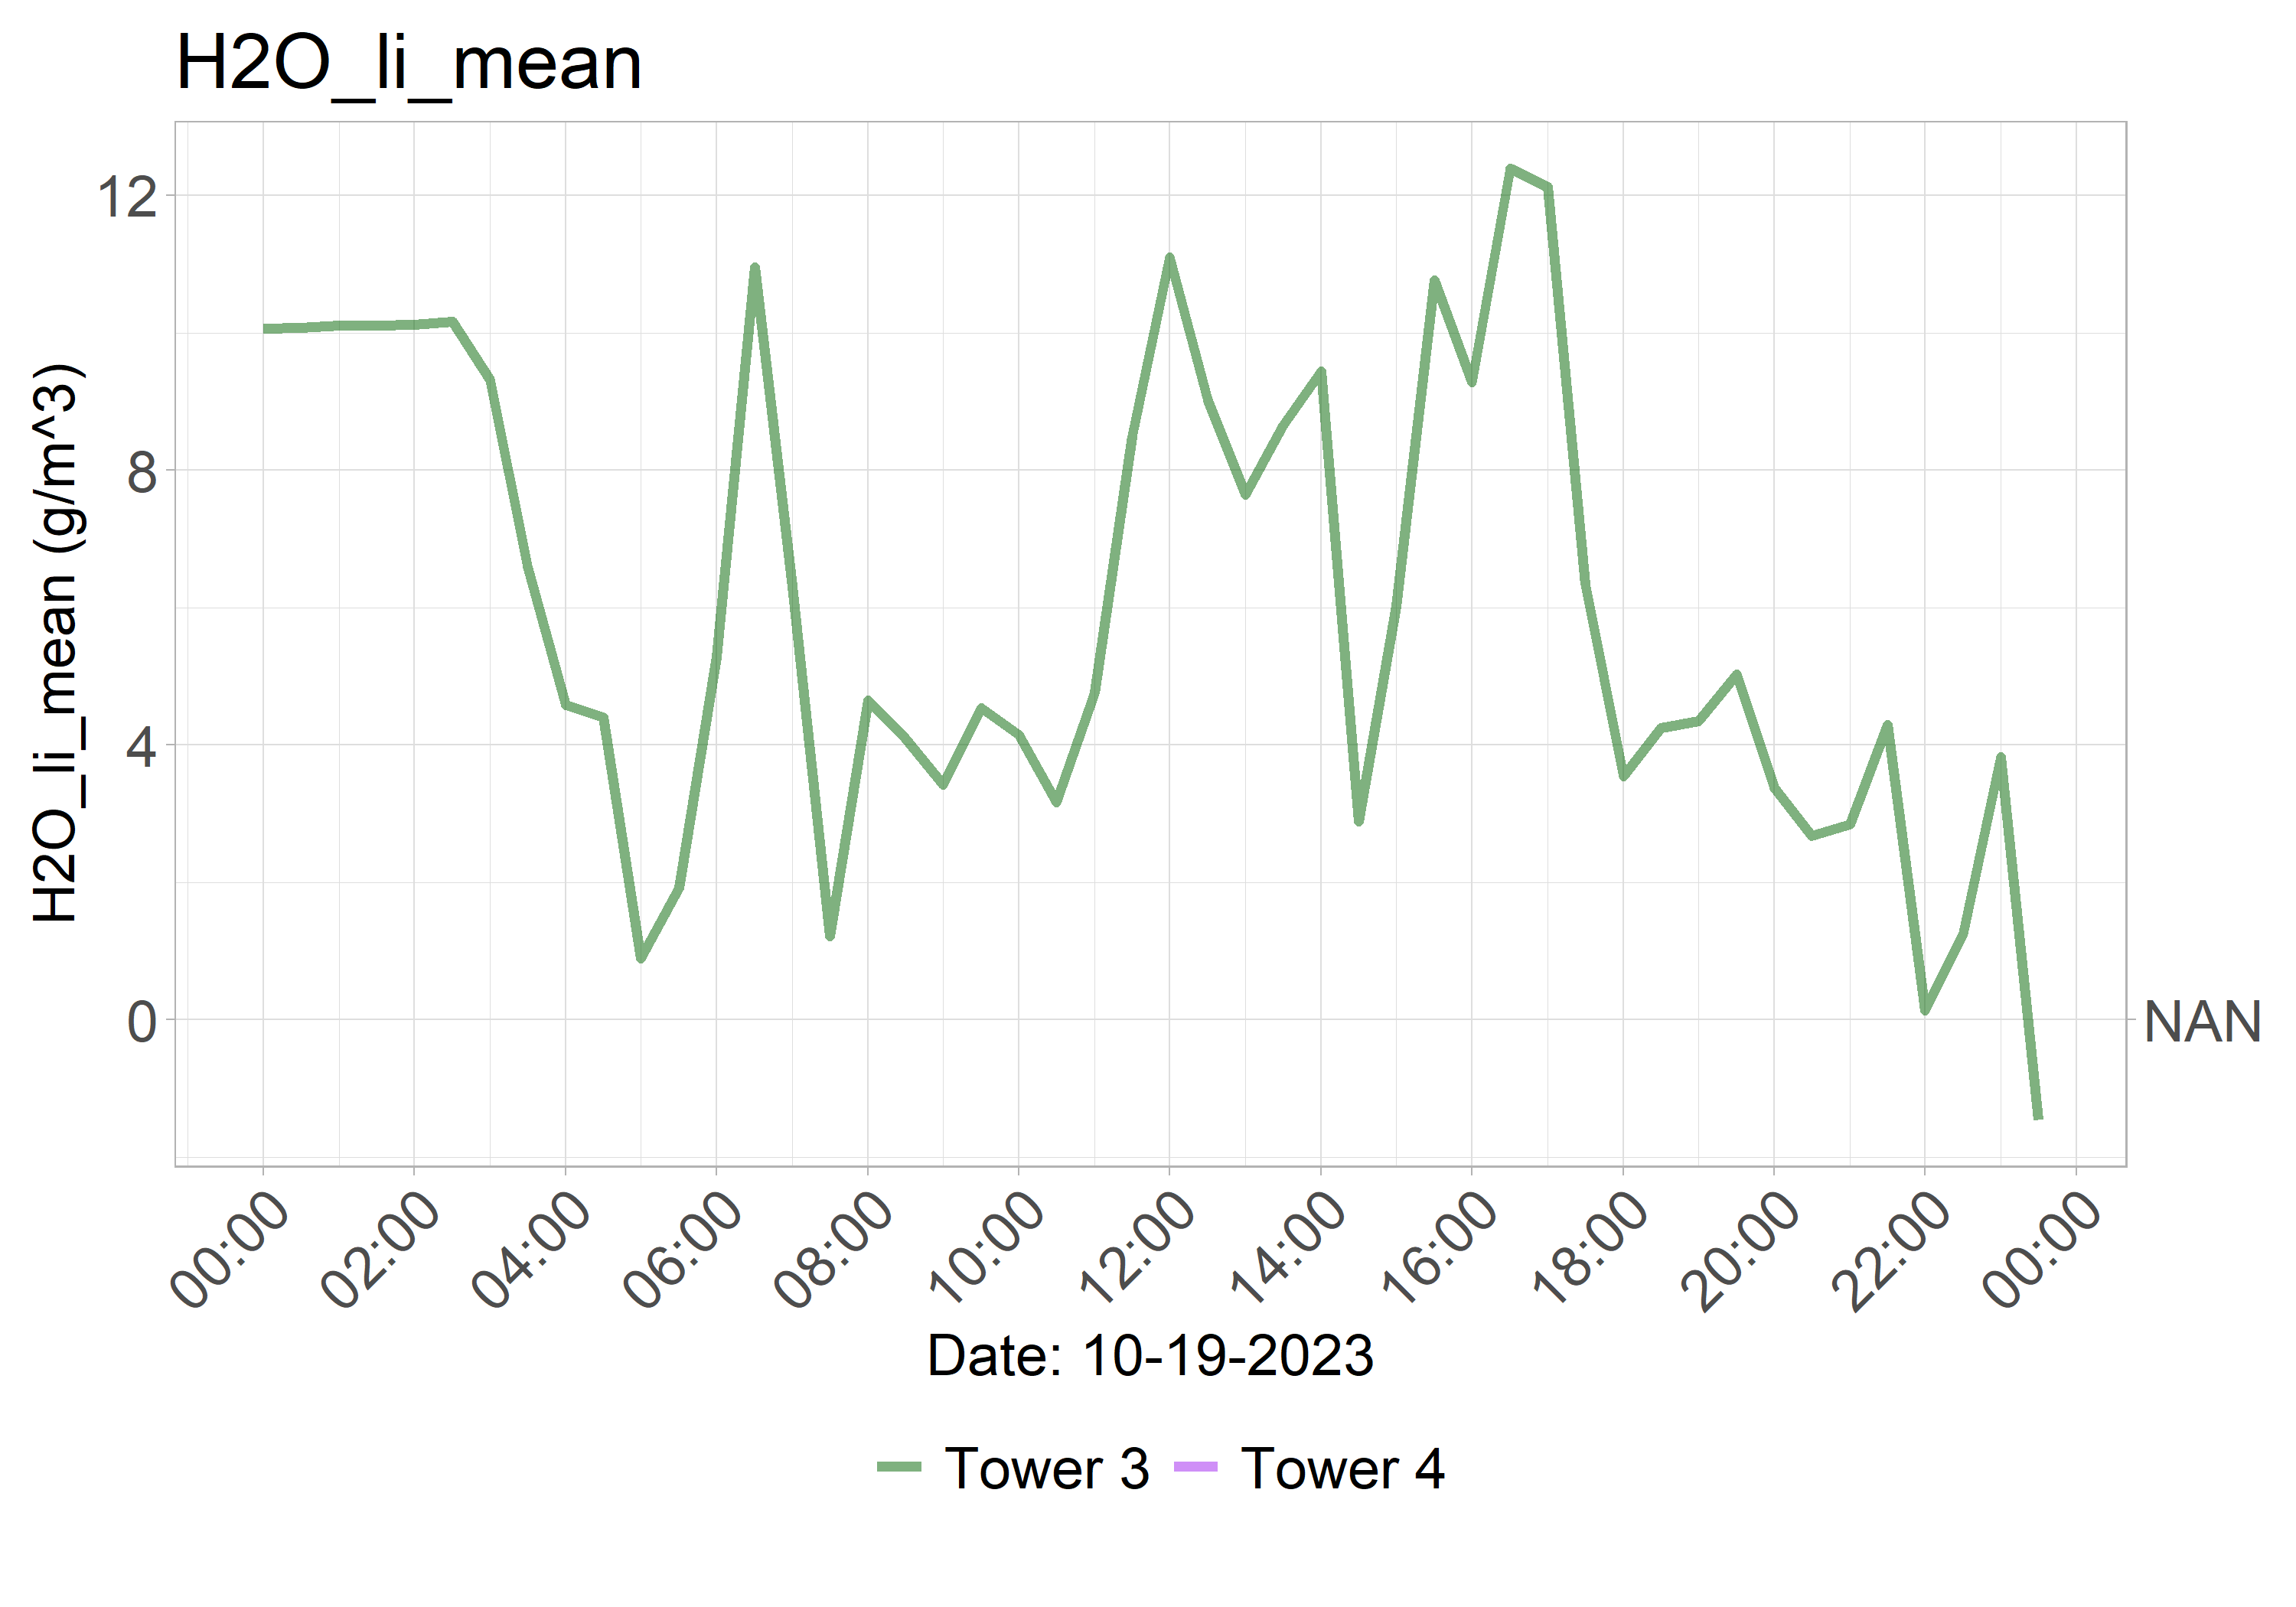 H2O_li_mean
H2O_li_mean (g/m^3)
12
8
4
0
NAN
00:00 02:00 04:00 06:00 08:00 10:00 12:00 14:00 16:00 18:00 20:00 22:00 00:00
Date: 10-19-2023
Tower 3 Tower 4